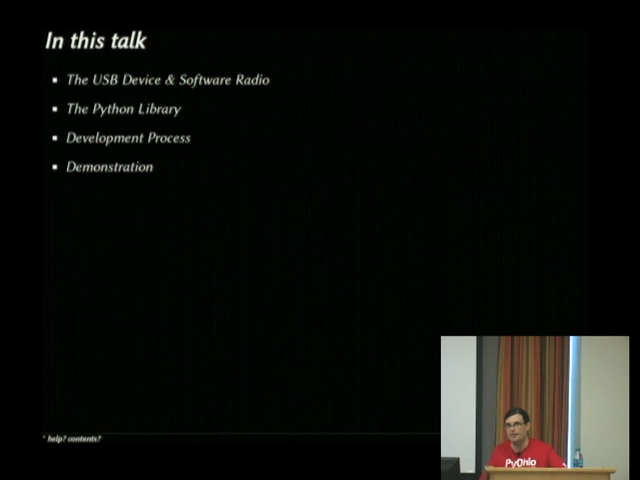 In this talk
▪ The USB Device & Software Radio
▪ The Python Library
▪ Development Process
▪ Demonstration
* help? contents?
PyOhio